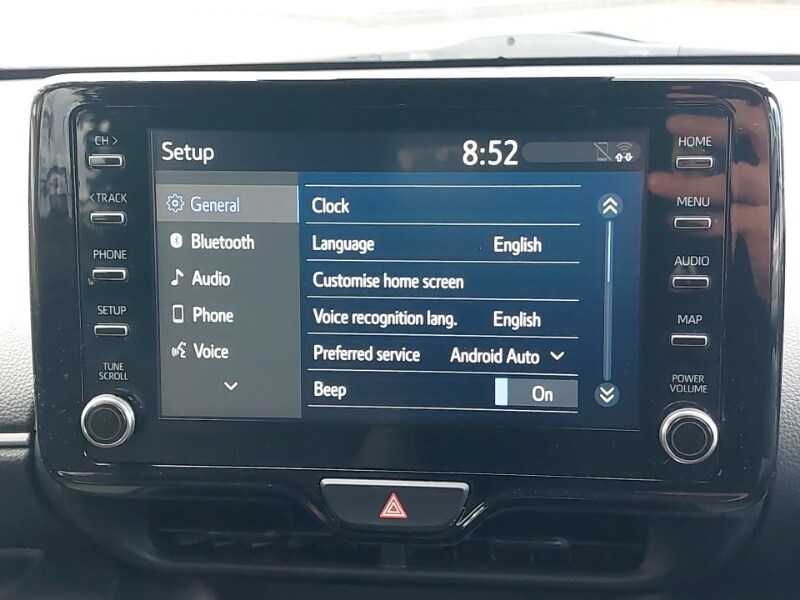 CH >
<TRACK
PHONE
SETUP
TUNE
SCROLL
Setup 8:52
General
Bluetooth
Audio
Phone
Voice
Clock
Language English
Customise home screen
Voice recognition lang. English
Preferred service Android Auto
Beep On
HOME
MENU
AUDIO
MAP
POWER
VOLUME